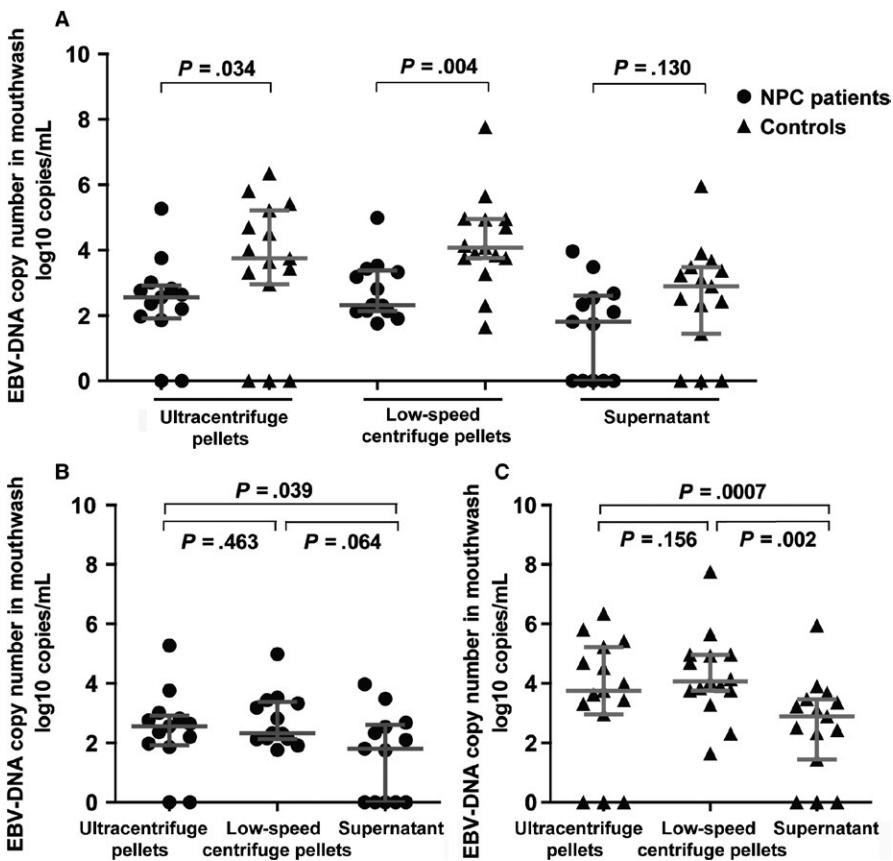 A
EBV-DNA copy number in mouthwash
log10 copies/mL
10
8
6
4
2
0
P = .034
P = .004
P = .130
NPC patients
Controls
Ultracentrifuge
pellets
Low-speed
centrifuge pellets
Supernatant
B
EBV-DNA copy number in mouthwash
log10 copies/mL
10
8
6
4
2
0
P = .039
P = .463
P = .064
Ultracentrifuge
pellets
Low-speed
centrifuge pellets
Supernatant
C
EBV-DNA copy number in mouthwash
log10 copies/mL
10
8
6
4
2
0
P = .0007
P = .156
P = .002
Ultracentrifuge
pellets
Low-speed
centrifuge pellets
Supernatant